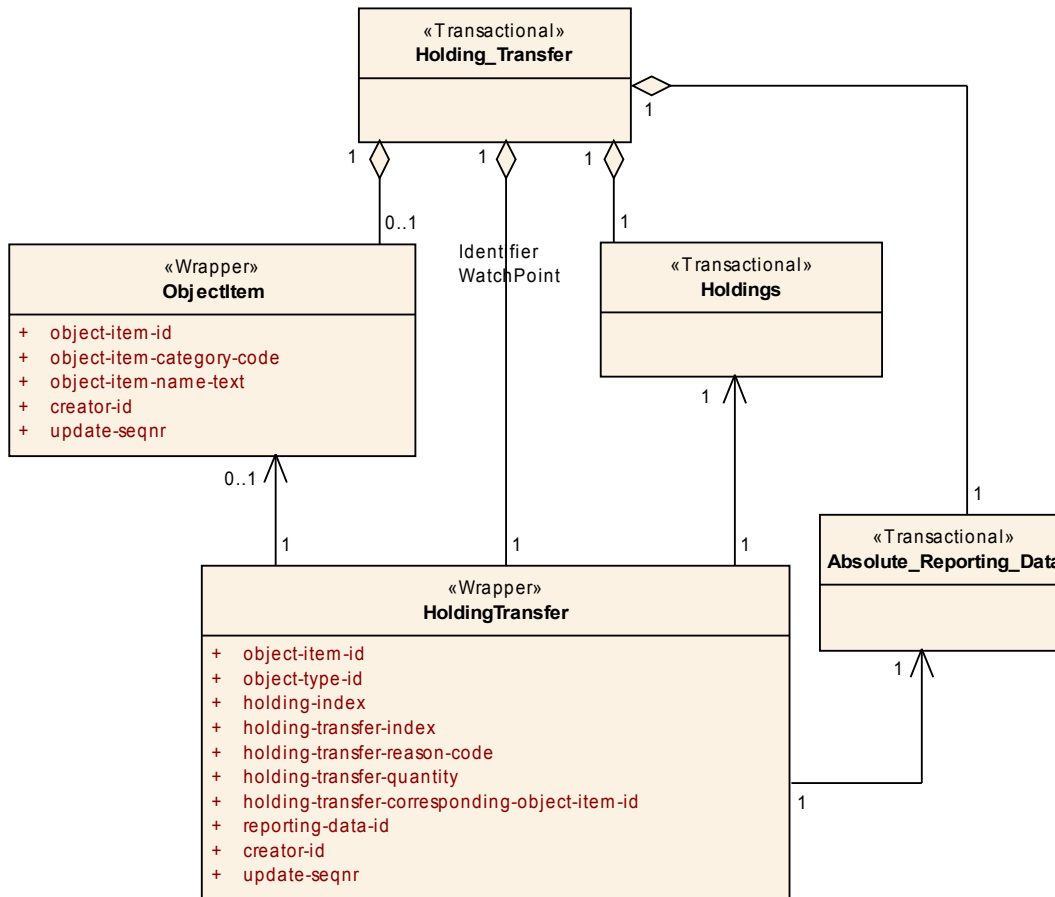 «Transactional»
Holding_Transfer
1
1
1
1
0..1
Identifier
WatchPoint
1
«Wrapper»
ObjectItem
+ object-item-id
+ object-item-category-code
+ object-item-name-text
+ creator-id
+ update-seqnr
«Transactional»
Holdings
0..1
1
1
1
1
1
«Transactional»
Absolute_Reporting_Data
«Wrapper»
HoldingTransfer
+ object-item-id
+ object-type-id
+ holding-index
+ holding-transfer-index
+ holding-transfer-reason-code
+ holding-transfer-quantity
+ holding-transfer-corresponding-object-item-id
+ reporting-data-id
+ creator-id
+ update-seqnr
1
1